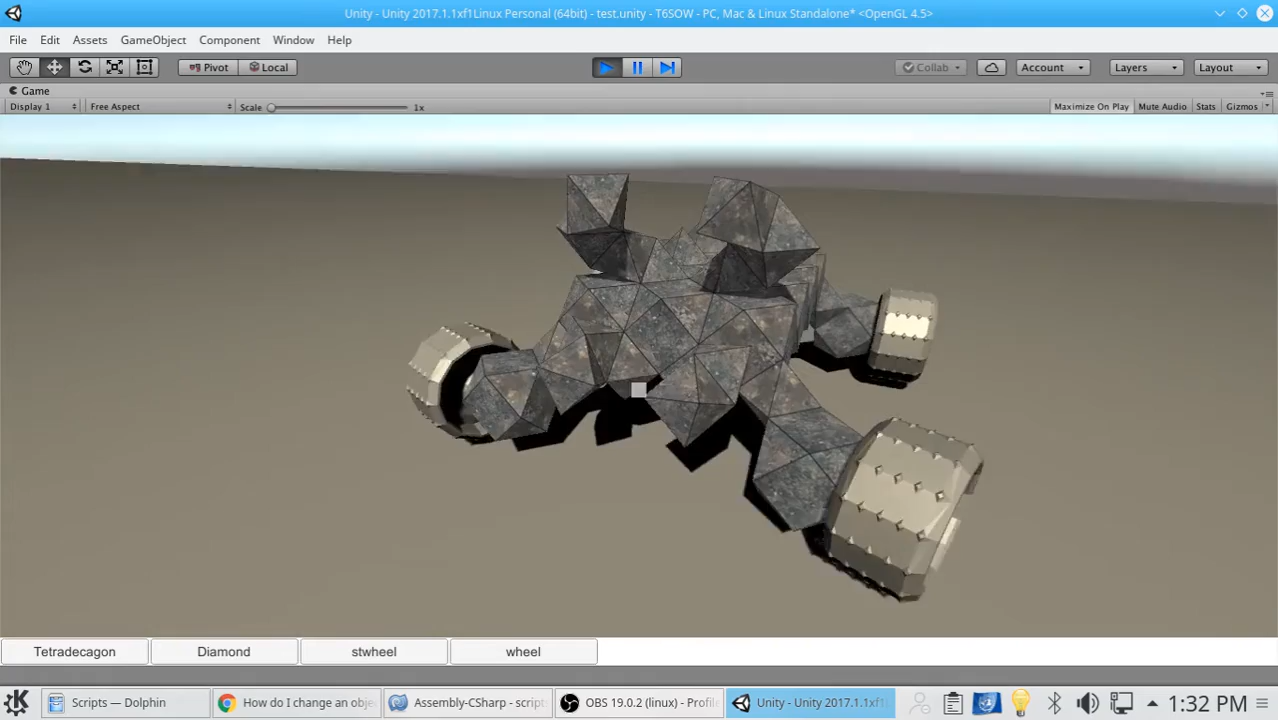 Unity - Unity 2017.1.1xf1Linux Personal (64bit) - test.unity - T6SOW - PC, Mac & Linux Standalone* <OpenGL 4.5>
File Edit Assets GameObject Component Window Help
Pivot Local Collab Account Layers Layout
Game
Display 1 Free Aspect Scale 1x Maximize On Play Mute Audio Stats Gizmos
Tetradecagon Diamond stwheel wheel
Scripts — Dolphin How do I change an obje Assembly-CSharp - script OBS 19.0.2 (linux) - Profil Unity - Unity 2017.1.1xf1 1:32 PM